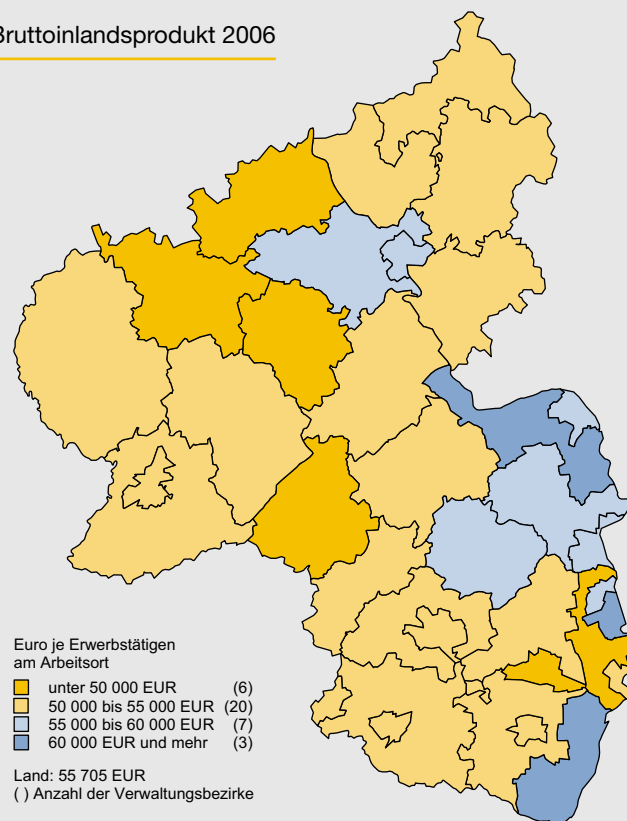 Bruttoinlandsprodukt 2006
Euro je Erwerbstätigen
am Arbeitsort
unter 50 000 EUR (6)
50 000 bis 55 000 EUR (20)
55 000 bis 60 000 EUR (7)
60 000 EUR und mehr (3)
Land: 55 705 EUR
( ) Anzahl der Verwaltungsbezirke